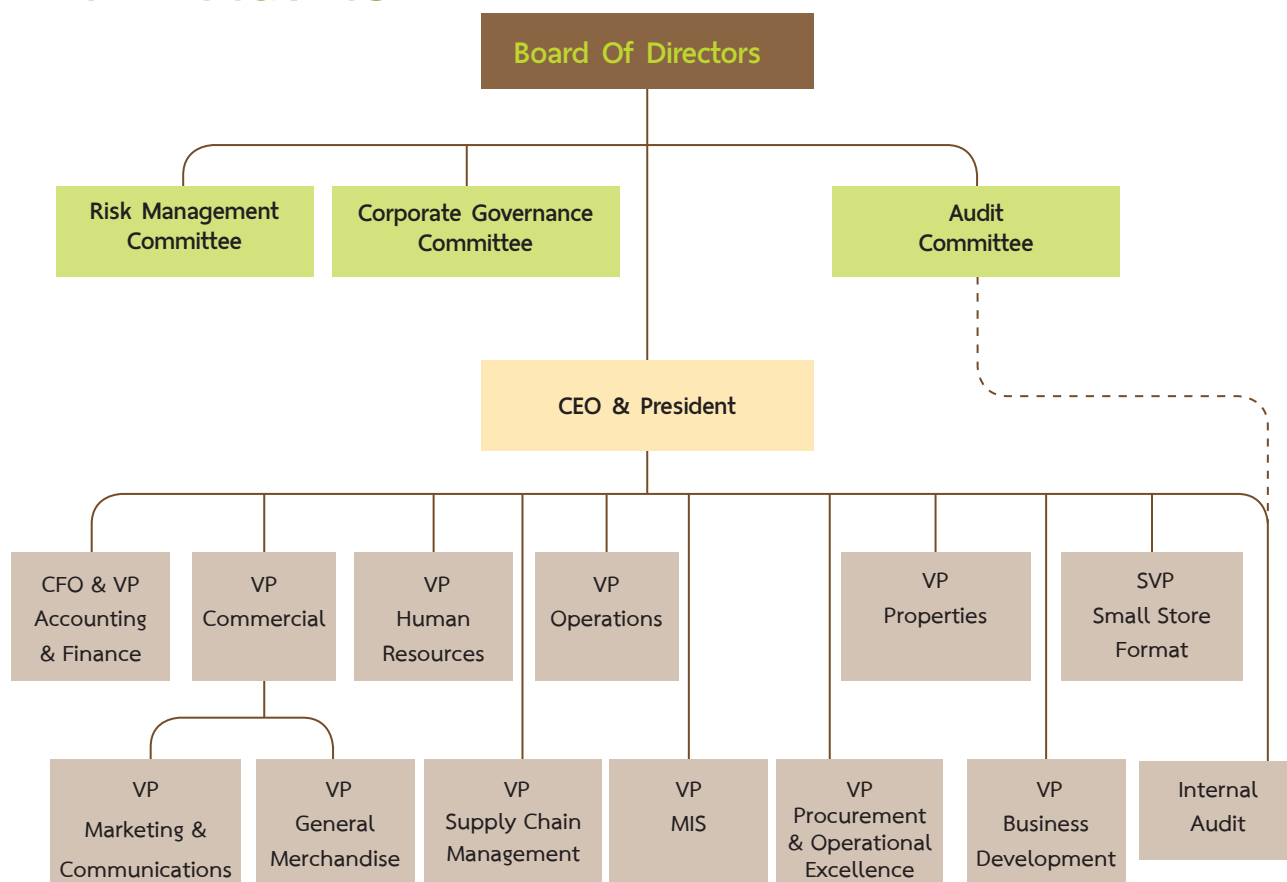 Board Of Directors
Risk Management
Committee
Corporate Governance
Committee
Audit
Committee
CEO & President
CFO & VP
Accounting
& Finance
VP
Commercial
VP
Human
Resources
VP
Operations
VP
Properties
SVP
Small Store
Format
VP
Marketing &
Communications
VP
General
Merchandise
VP
Supply Chain
Management
VP
MIS
VP
Procurement
& Operational
Excellence
VP
Business
Development
Internal
Audit